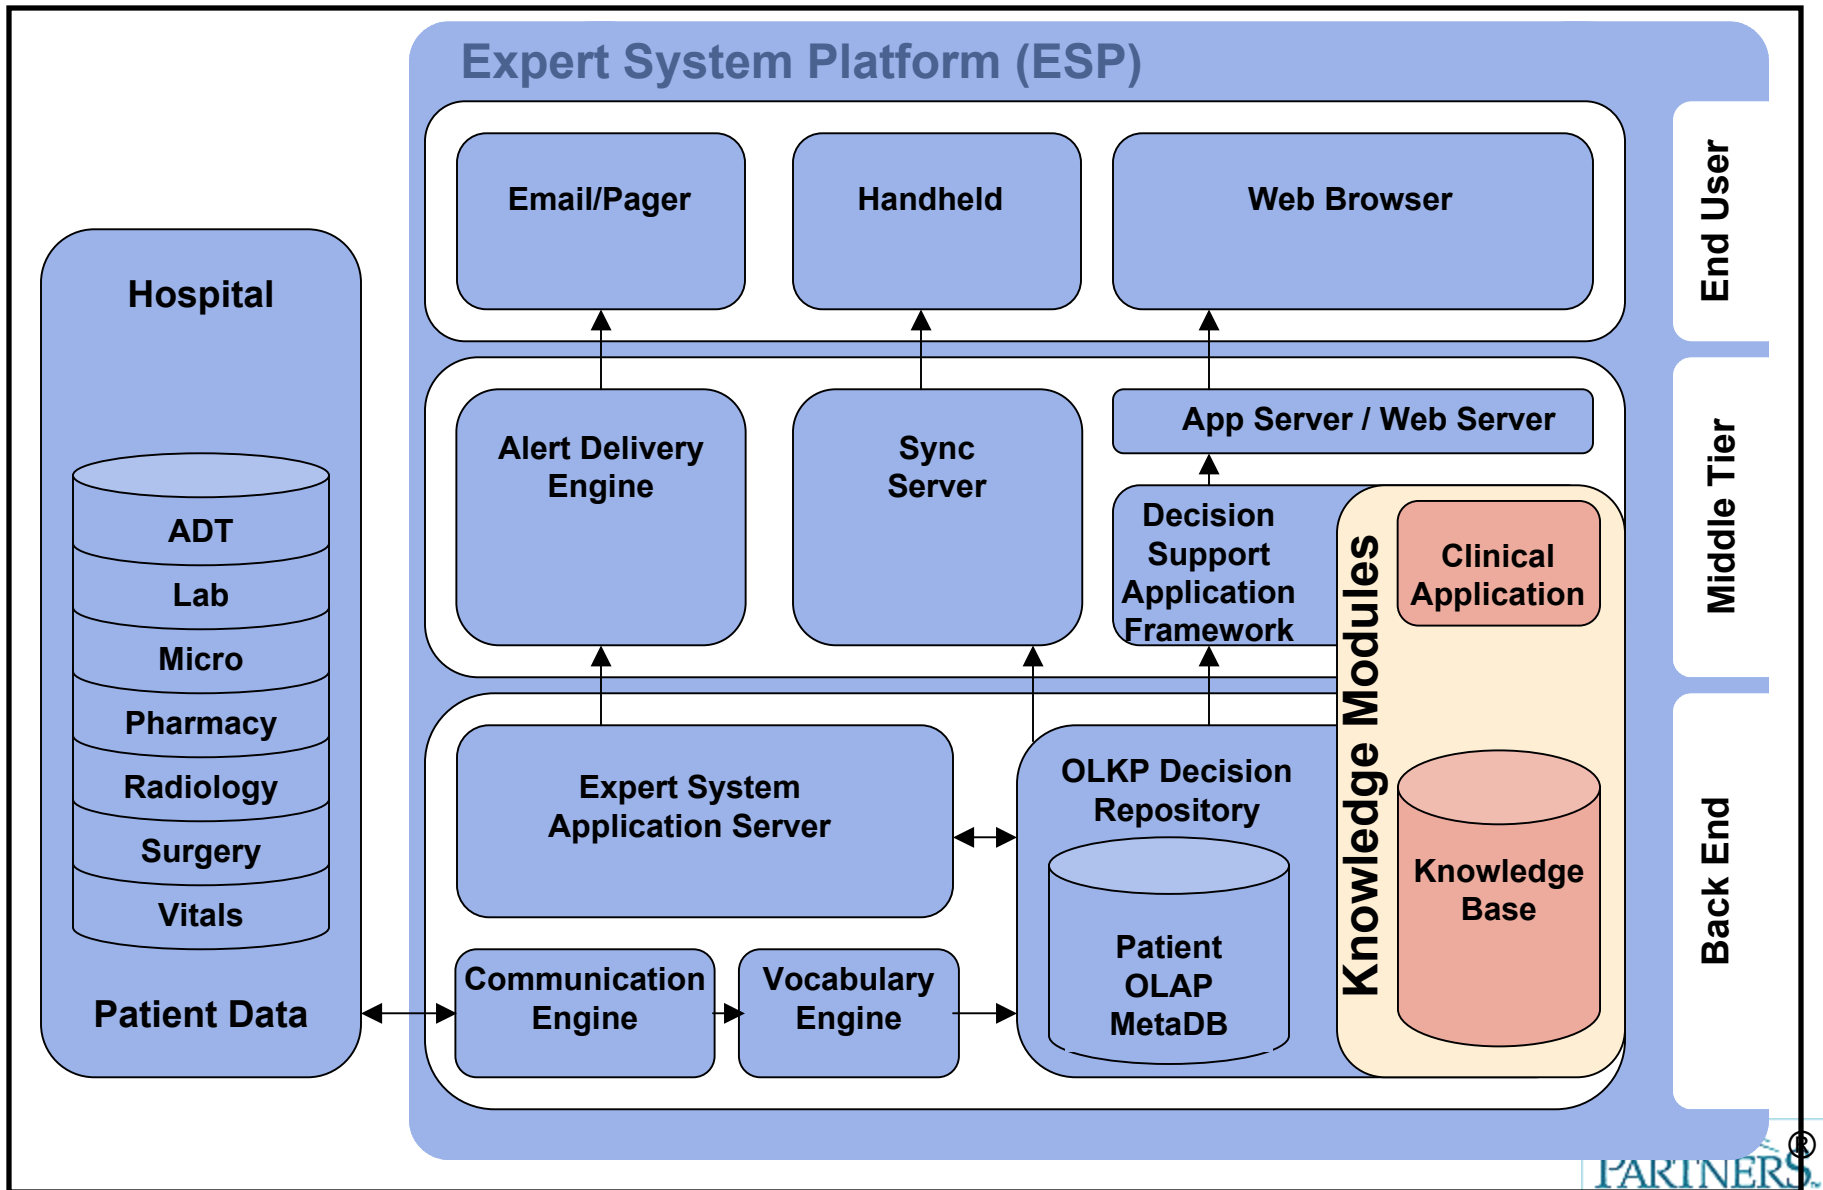 Expert System Platform (ESP)
Email/Pager
Handheld
Web Browser
End User
Hospital
ADT
Lab
Micro
Pharmacy
Radiology
Surgery
Vitals
Patient Data
Alert Delivery
Engine
Sync
Server
App Server / Web Server
Decision
Support
Application
Framework
Knowledge Modules
Clinical
Application
Middle Tier
Expert System
Application Server
OLKP Decision
Repository
Patient
OLAP
MetaDB
Knowledge
Base
Communication
Engine
Vocabulary
Engine
Back End
®
PARTNERS